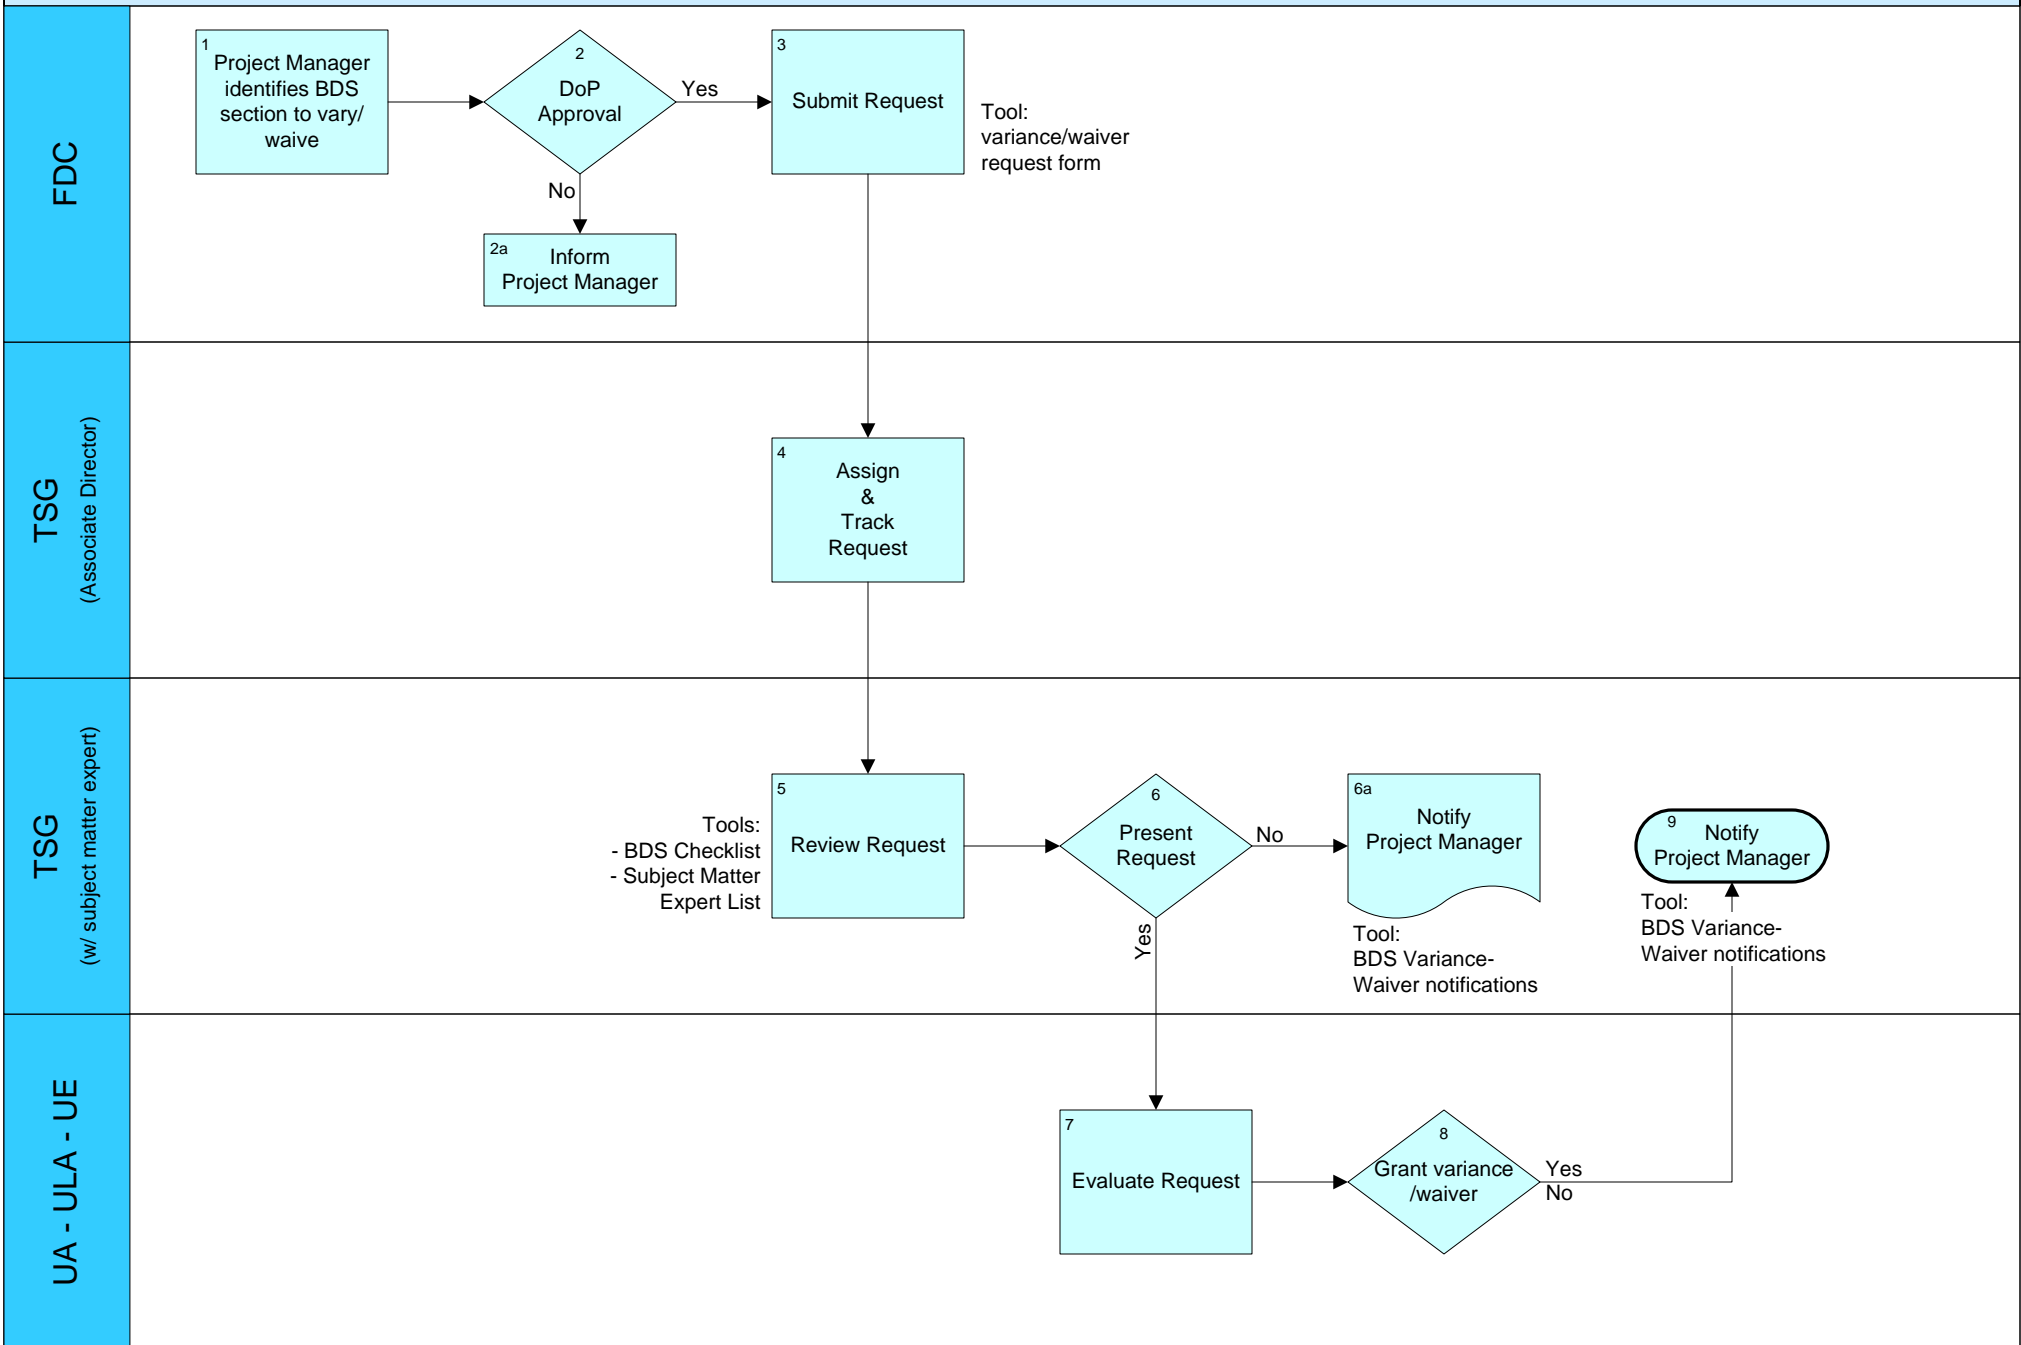 FDC
1
Project Manager
identifies BDS
section to vary/
waive
2
DoP
Approval
Yes
No
2a
Inform
Project Manager
3
Submit Request
Tool:
variance/waiver
request form
TSG
(Associate Director)
4
Assign
&
Track
Request
TSG
(w/ subject matter expert)
Tools:
- BDS Checklist
- Subject Matter
Expert List
5
Review Request
6
Present
Request
No
Yes
6a
Notify
Project Manager
Tool:
BDS Variance-
Waiver notifications
9
Notify
Project Manager
Tool:
BDS Variance-
Waiver notifications
UA - ULA - UE
7
Evaluate Request
8
Grant variance
/waiver
Yes
No